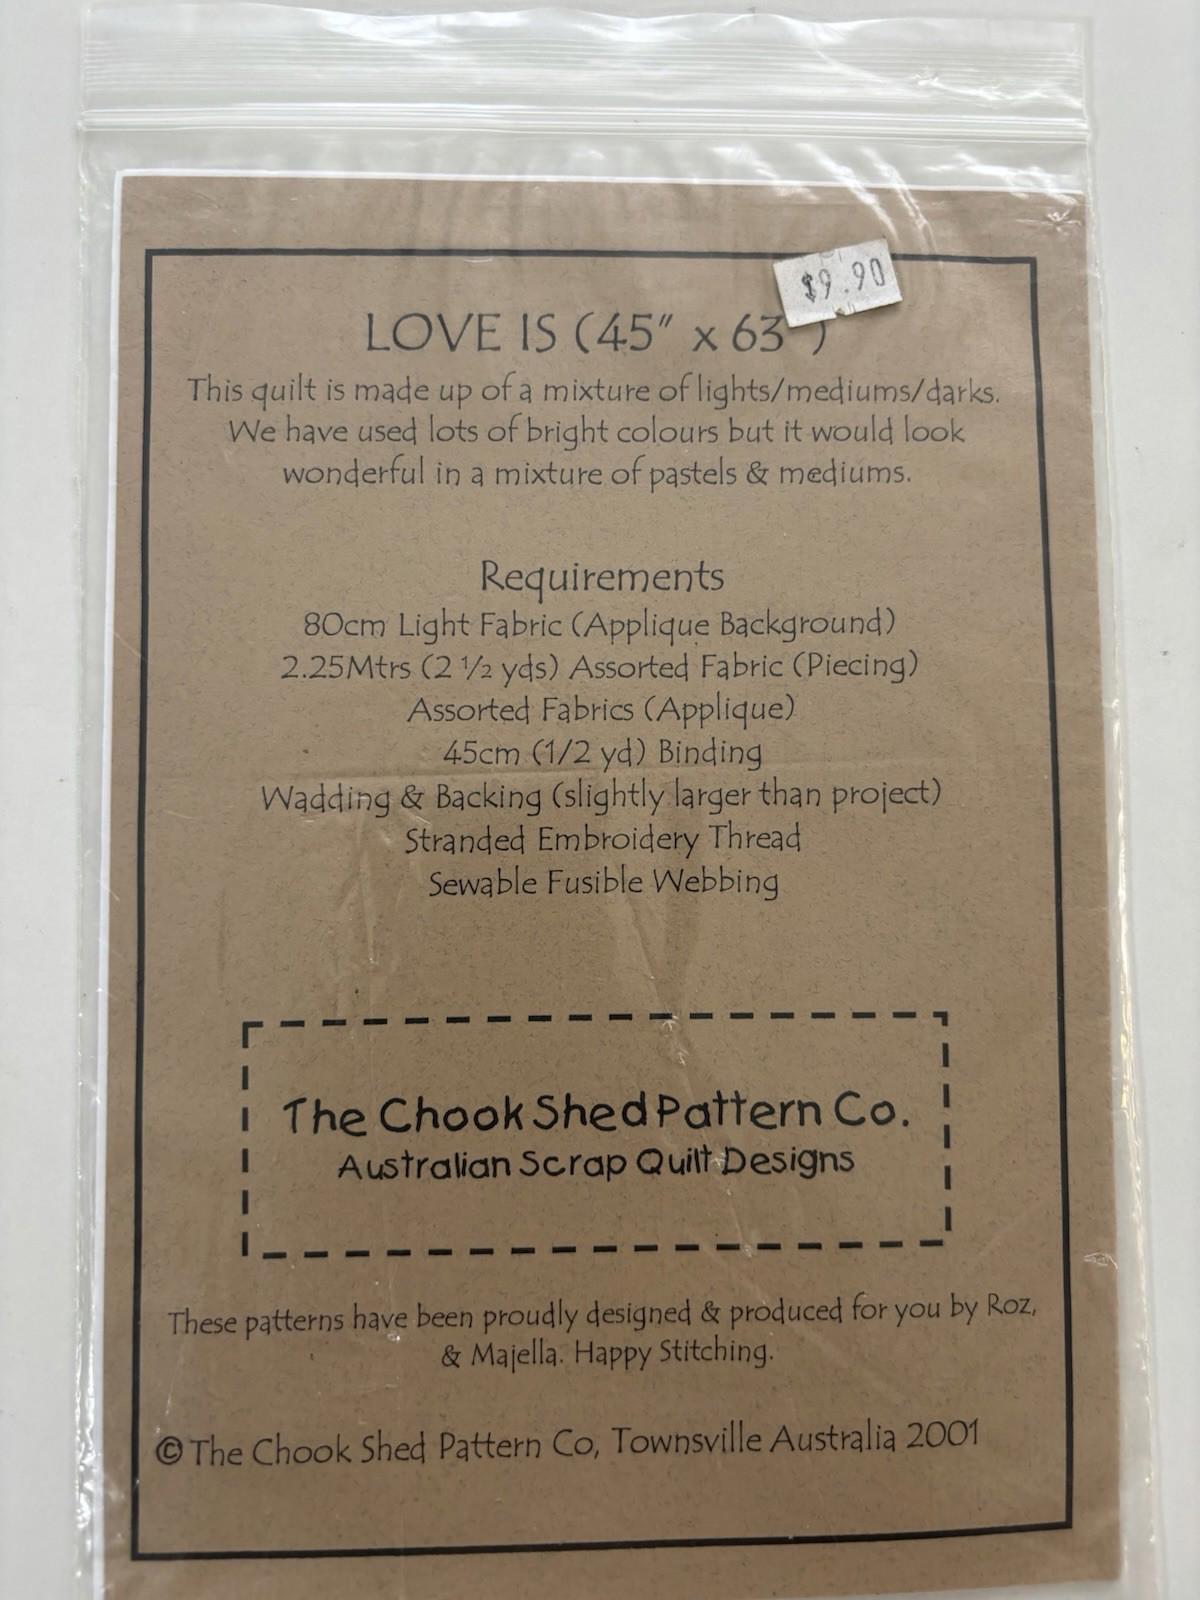 $9.90
LOVE IS (45" x 63 )
This quilt is made up of a mixture of lights/mediums/darks.
We have used lots of bright colours but it would look
wonderful in a mixture of pastels & mediums.
Requirements
80cm Light Fabric (Applique Background)
2.25Mtrs (2 ½ yds) Assorted Fabric (Piecing)
Assorted Fabrics (Applique)
45cm (1/2 yd) Binding
Wadding & Backing (slightly larger than project)
Stranded Embroidery Thread
Sewable Fusible Webbing
The Chook Shed Pattern Co.
Australian Scrap Quilt Designs
These patterns have been proudly designed & produced for you by Roz,
& Majella. Happy Stitching.
© The Chook Shed Pattern Co, Townsville Australia 2001